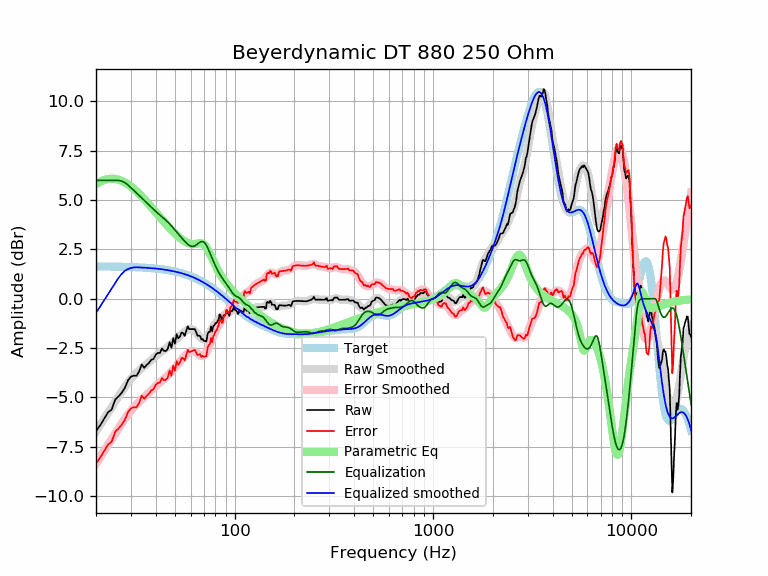 Beyerdynamic DT 880 250 Ohm
Amplitude (dBr)
10.0
7.5
5.0
2.5
0.0
−2.5
−5.0
−7.5
−10.0
Target
Raw Smoothed
Error Smoothed
Raw
Error
Parametric Eq
Equalization
Equalized smoothed
100
1000
10000
Frequency (Hz)